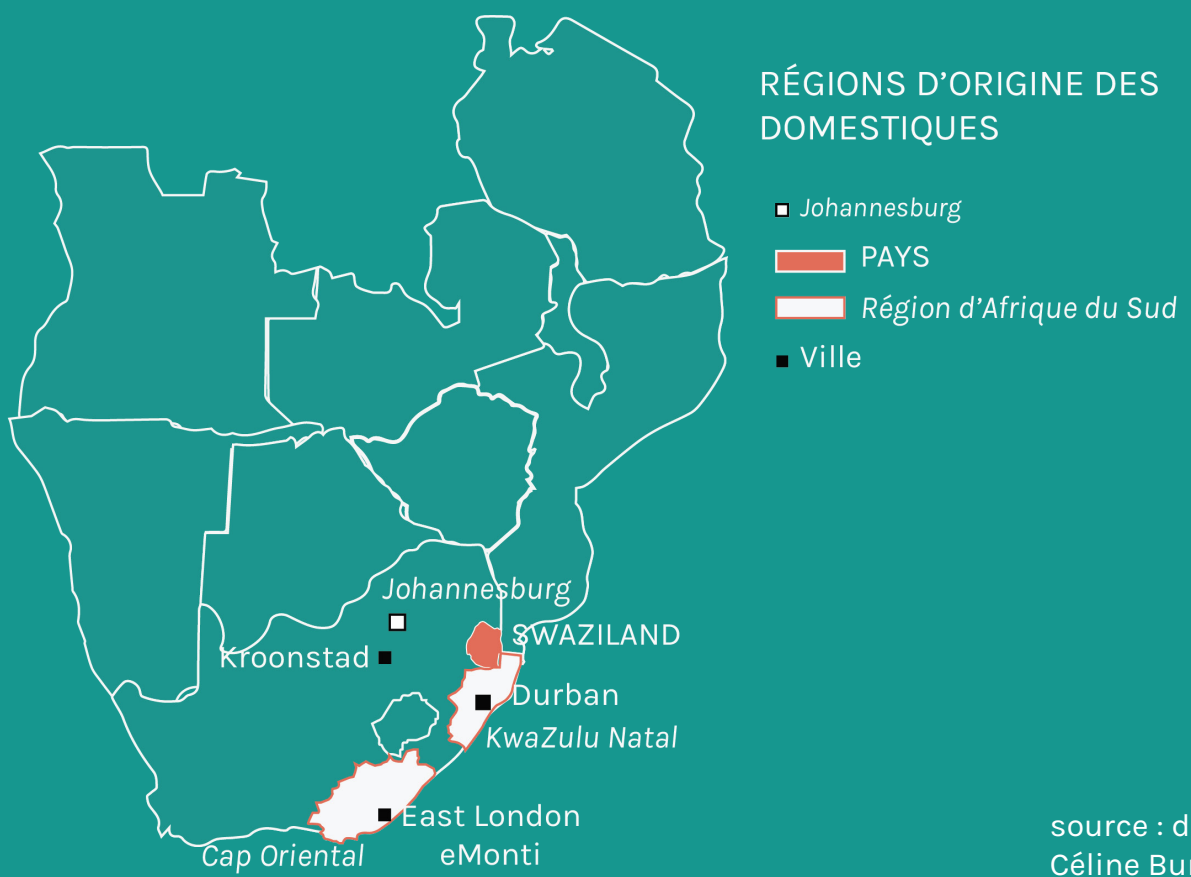 RÉGIONS D'ORIGINE DES
DOMESTIQUES
Johannesburg
PAYS
Région d'Afrique du Sud
Ville
Johannesburg
SWAZILAND
Kroonstad
Durban
KwaZulu Natal
East London
eMonti
Cap Oriental
source :
Céline